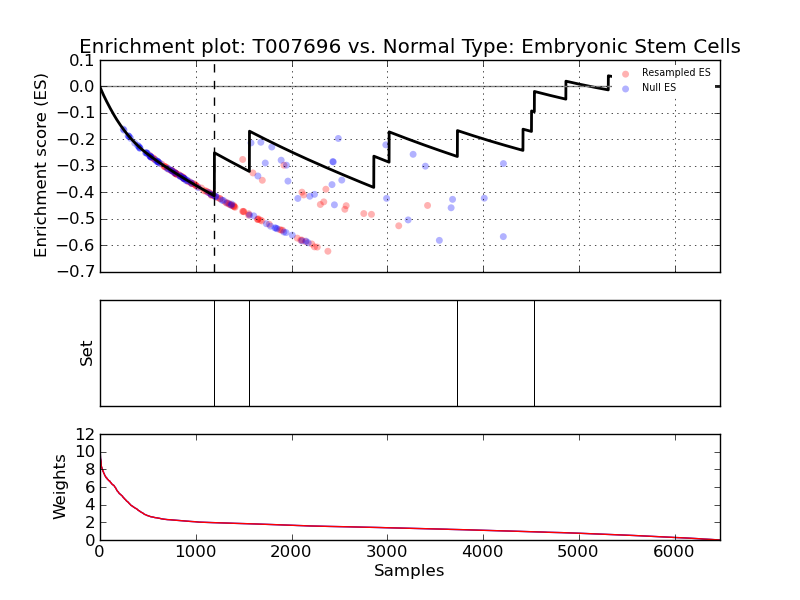 Enrichment plot: T007696 vs. Normal Type: Embryonic Stem Cells
Enrichment score (ES)
0.1
0.0
−0.1
−0.2
−0.3
−0.4
−0.5
−0.6
−0.7
Resampled ES
Null ES
Set
Weights
12
10
8
6
4
2
0
0 1000 2000 3000 4000 5000 6000
Samples